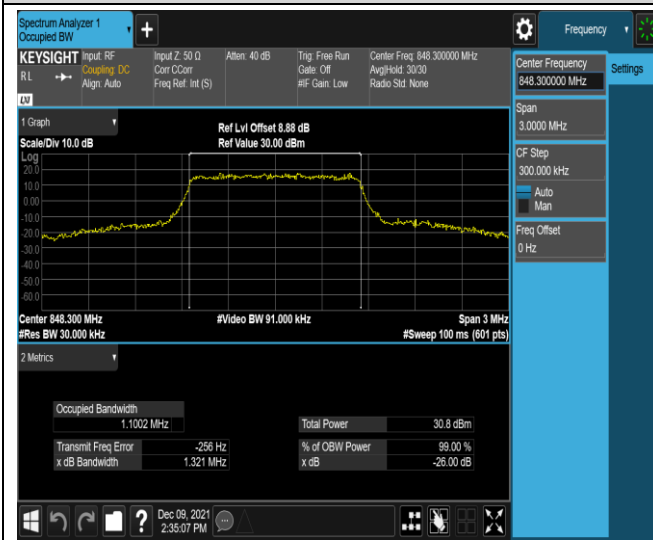 Spectrum Analyzer 1
Occupied BW
+
Frequency
KEYSIGHT
RL
LXI
Input: RF
Coupling: DC
Align: Auto
Input Z: 50 Ω
Corr CCorr
Freq Ref: Int (S)
Atten: 40 dB
Trig: Free Run
Gate: Off
#IF Gain: Low
Center Freq: 848.300000 MHz
Avg|Hold: 30/30
Radio Std: None
Center Frequency
848.300000 MHz
Settings
Span
3.0000 MHz
CF Step
300.000 kHz
Auto
Man
Freq Offset
0 Hz
1 Graph
Scale/Div 10.0 dB
Ref Lvl Offset 8.88 dB
Ref Value 30.00 dBm
Log
20.0
10.0
0.00
-10.0
-20.0
-30.0
-40.0
-50.0
-60.0
Center 848.300 MHz
#Video BW 91.000 kHz
Span 3 MHz
#Res BW 30.000 kHz
#Sweep 100 ms (601 pts)
2 Metrics
Occupied Bandwidth
1.1002 MHz
Total Power 30.8 dBm
Transmit Freq Error -256 Hz
% of OBW Power 99.00 %
x dB Bandwidth 1.321 MHz
x dB -26.00 dB
?
Dec 09, 2021
2:35:07 PM